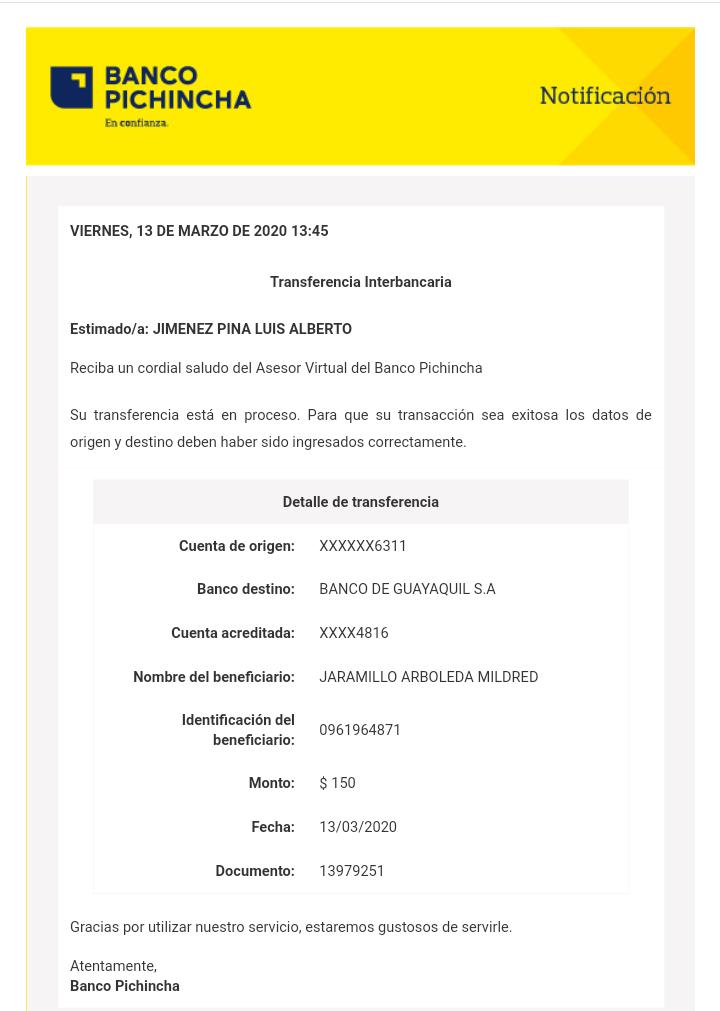 BANCO
PICHINCHA
En confianza.
Notificación
VIERNES, 13 DE MARZO DE 2020 13:45
Transferencia Interbancaria
Estimado/a: JIMENEZ PINA LUIS ALBERTO
Reciba un cordial saludo del Asesor Virtual del Banco Pichincha
Su transferencia está en proceso. Para que su transacción sea exitosa los datos de
origen y destino deben haber sido ingresados correctamente.
Detalle de transferencia
Cuenta de origen: XXXXXX6311
Banco destino: BANCO DE GUAYAQUIL S.A
Cuenta acreditada: XXXX4816
Nombre del beneficiario: JARAMILLO ARBOLEDA MILDRED
Identificación del
beneficiario: 0961964871
Monto: $ 150
Fecha: 13/03/2020
Documento: 13979251
Gracias por utilizar nuestro servicio, estaremos gustosos de servirle.
Atentamente,
Banco Pichincha